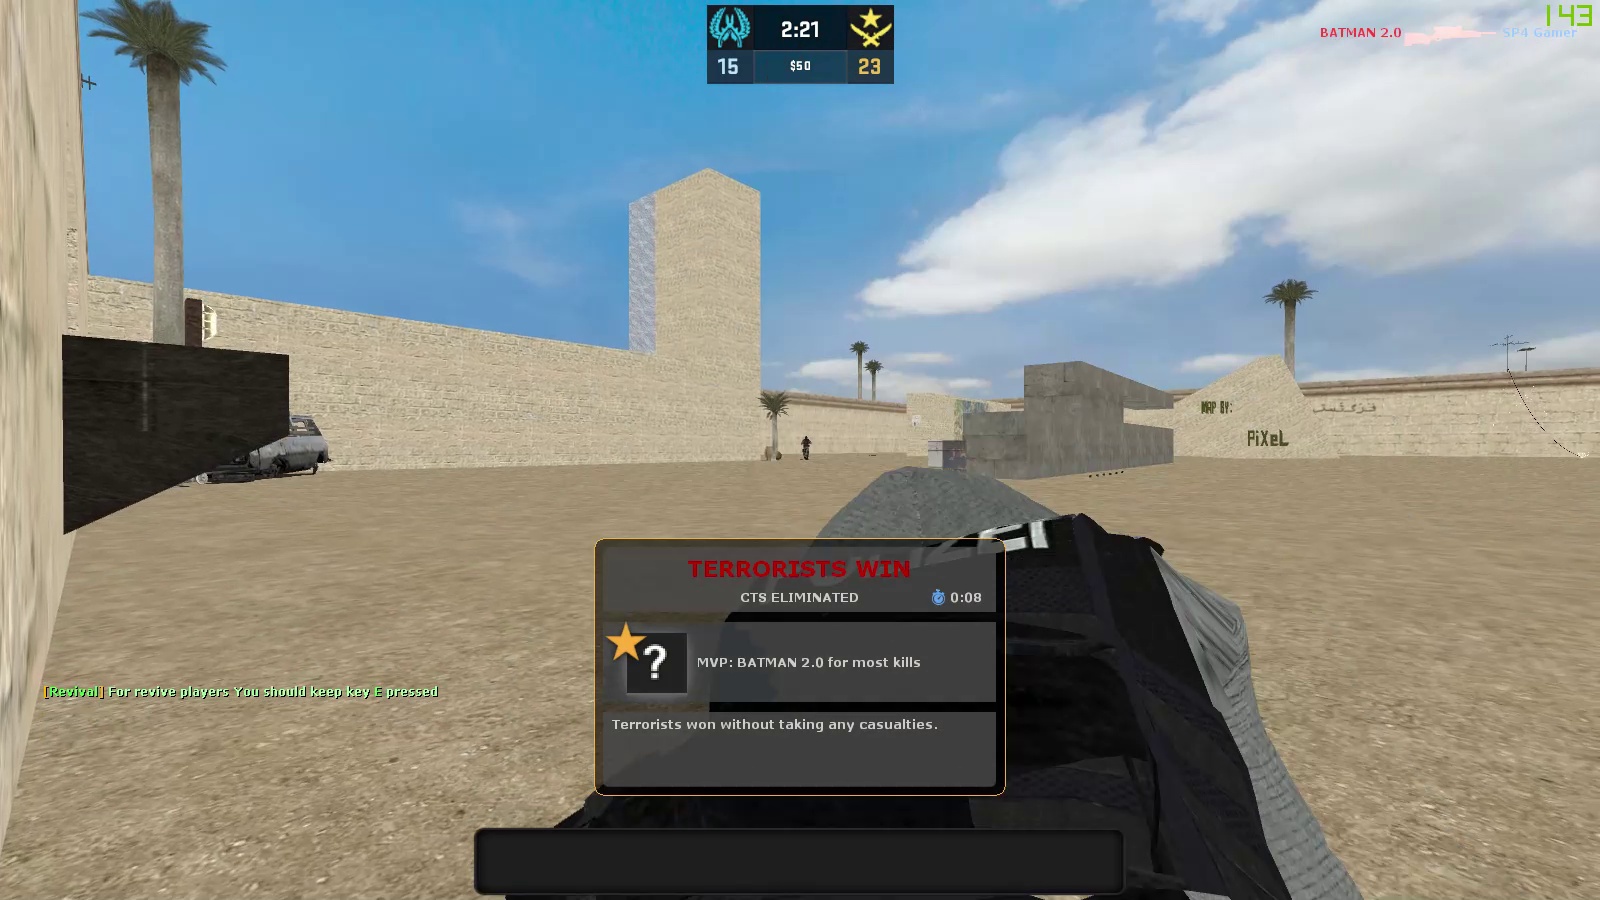 143
2:21
BATMAN 2.0 SP4 Gamer
15 $50 23
MAP BY:
PiXeL
TERRORISTS WIN
CTS ELIMINATED 0:08
?
MVP: BATMAN 2.0 for most kills
[Revival] For revive players You should keep key E pressed
Terrorists won without taking any casualties.